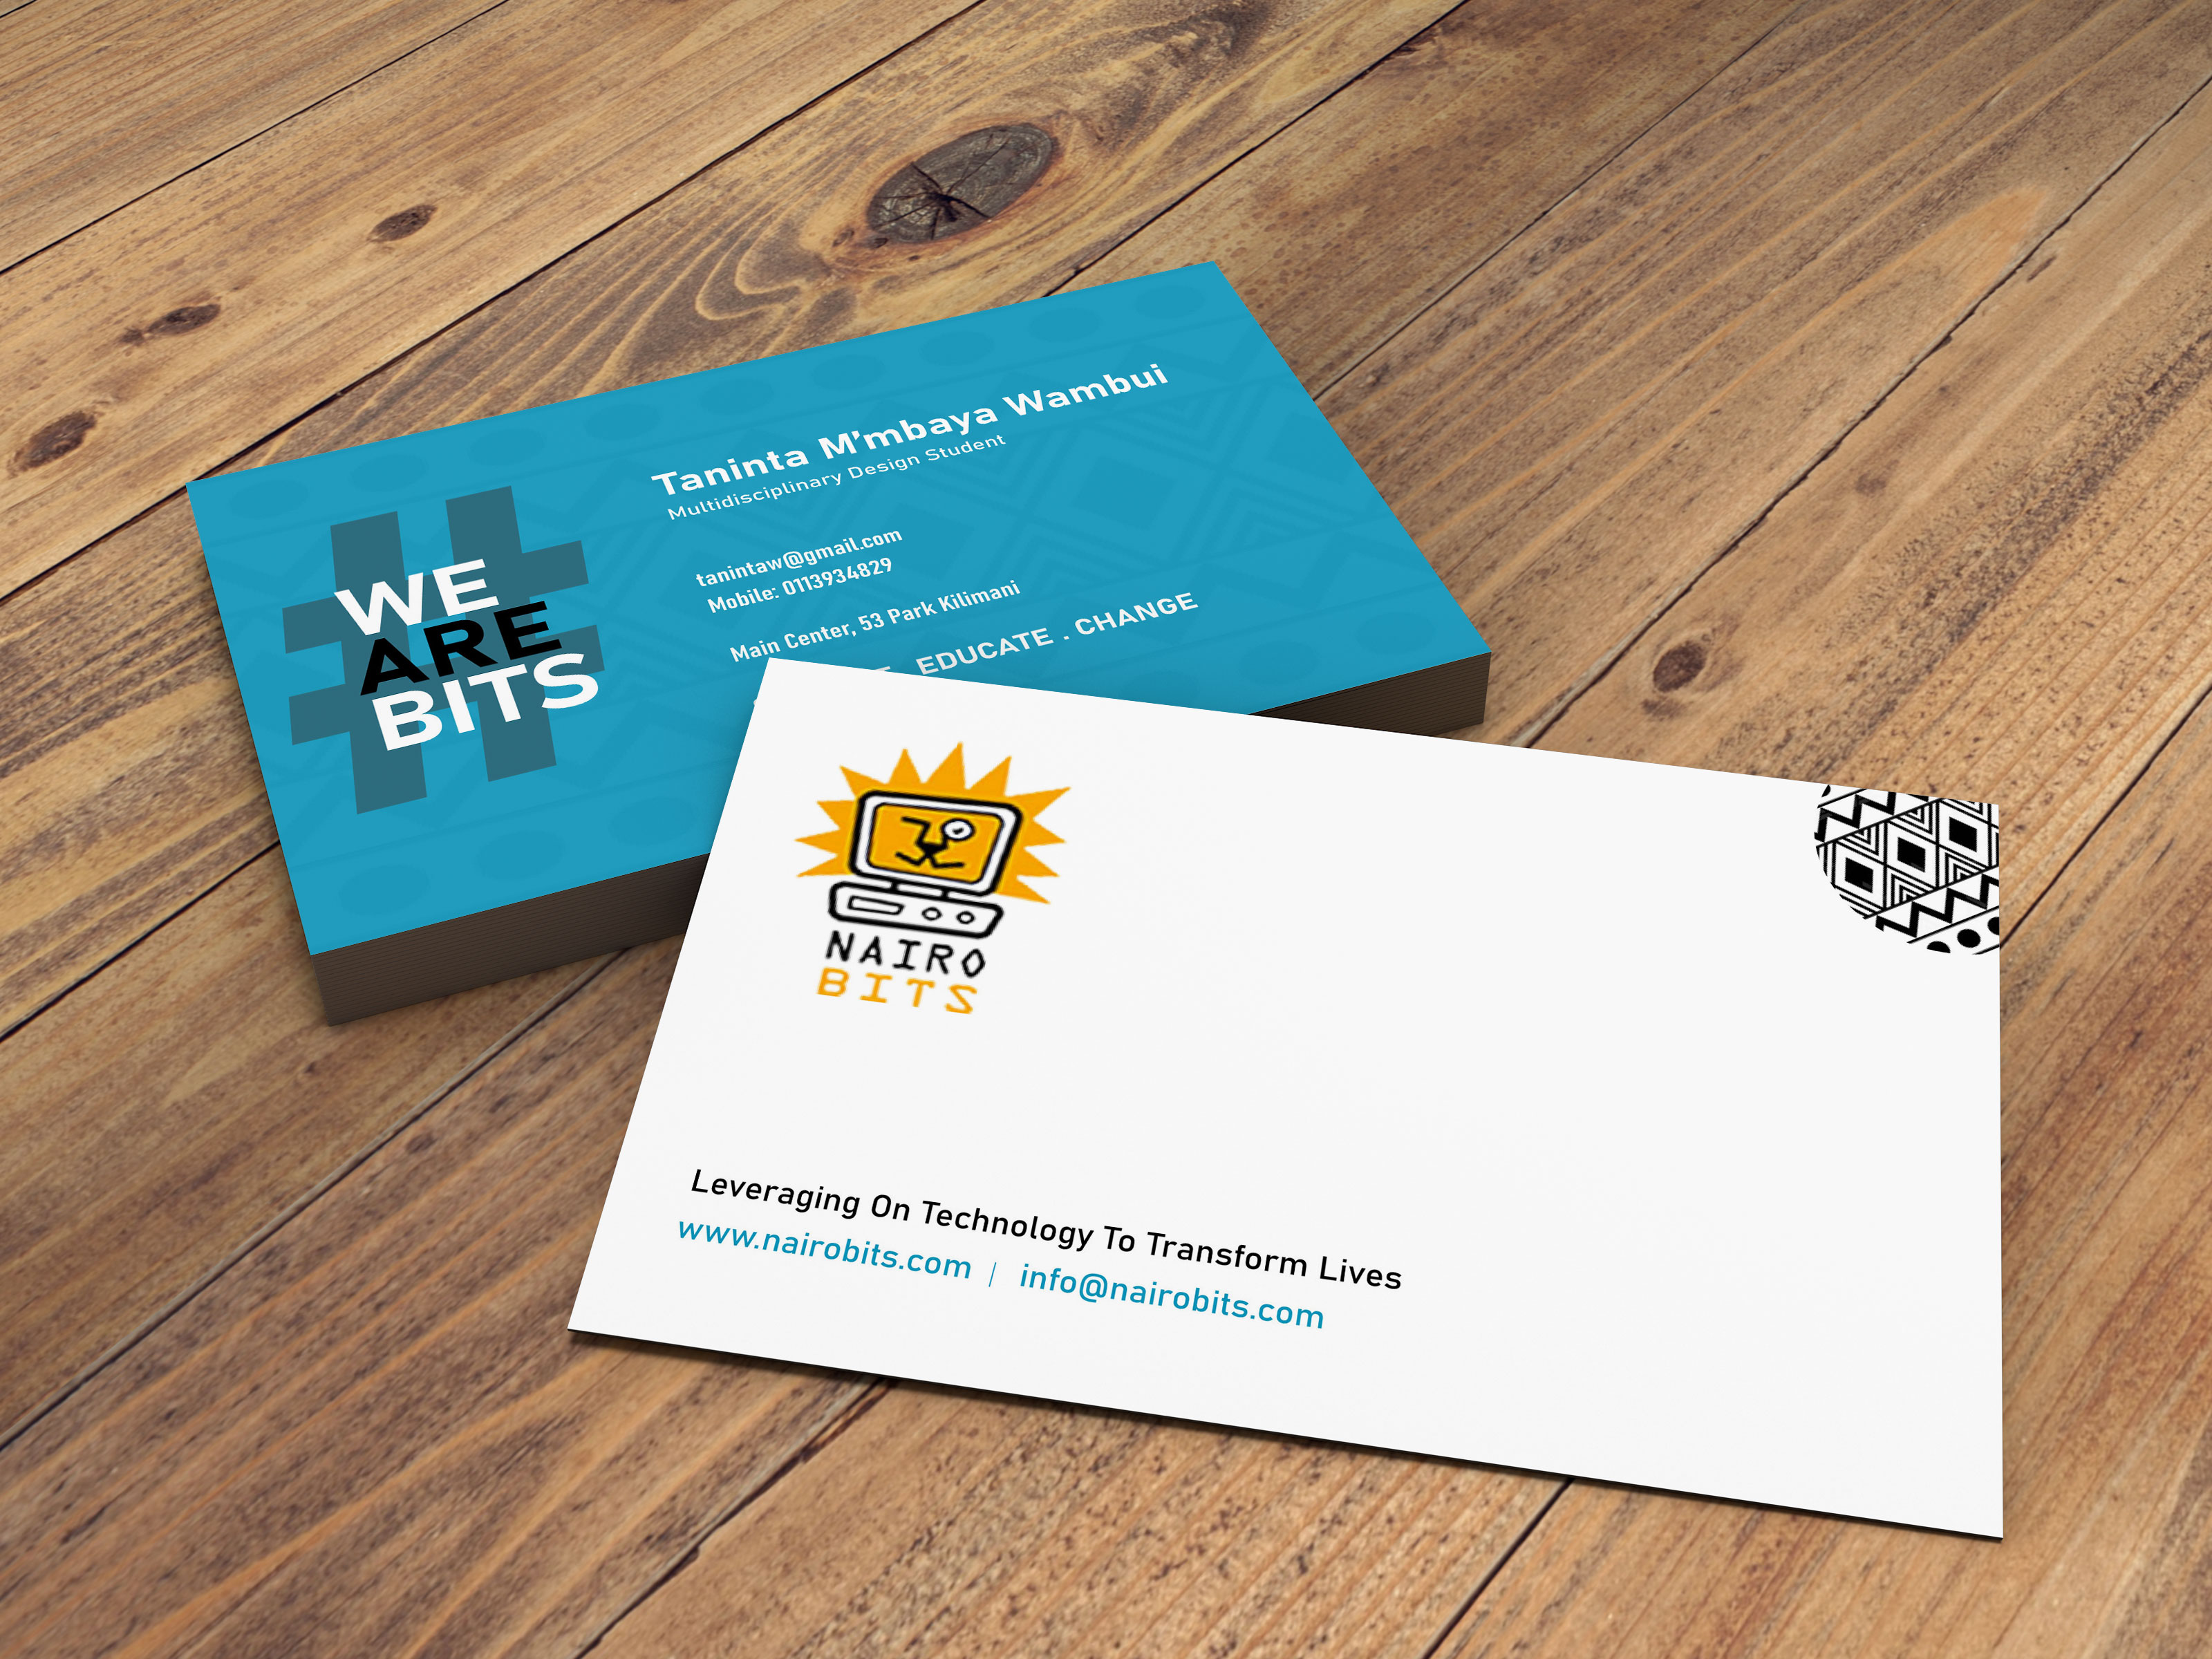 WE
ARE
BITS
Taninta M'mbaya Wambui
Multidisciplinary Design Student
tanintaw@gmail.com
Mobile: 0113934829
Main Center, 53 Park Kilimani
EDUCATE . CHANGE
NAIRO
BITS
Leveraging On Technology To Transform Lives
www.nairobits.com | info@nairobits.com